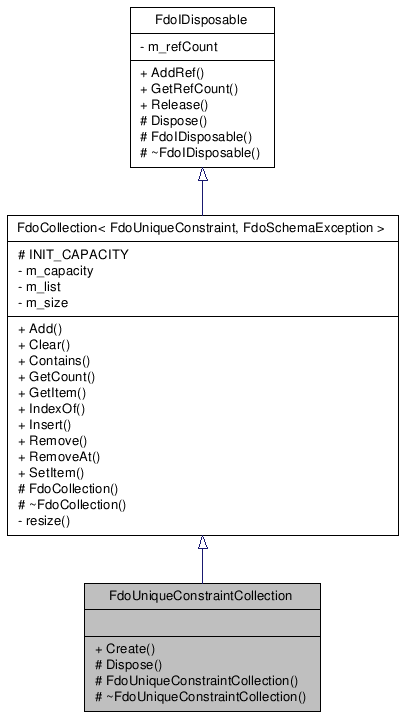 FdoIDisposable
- m_refCount
+ AddRef()
+ GetRefCount()
+ Release()
# Dispose()
# FdoIDisposable()
# ~FdoIDisposable()
FdoCollection< FdoUniqueConstraint, FdoSchemaException >
# INIT_CAPACITY
- m_capacity
- m_list
- m_size
+ Add()
+ Clear()
+ Contains()
+ GetCount()
+ GetItem()
+ IndexOf()
+ Insert()
+ Remove()
+ RemoveAt()
+ SetItem()
# FdoCollection()
# ~FdoCollection()
- resize()
FdoUniqueConstraintCollection
+ Create()
# Dispose()
# FdoUniqueConstraintCollection()
# ~FdoUniqueConstraintCollection()